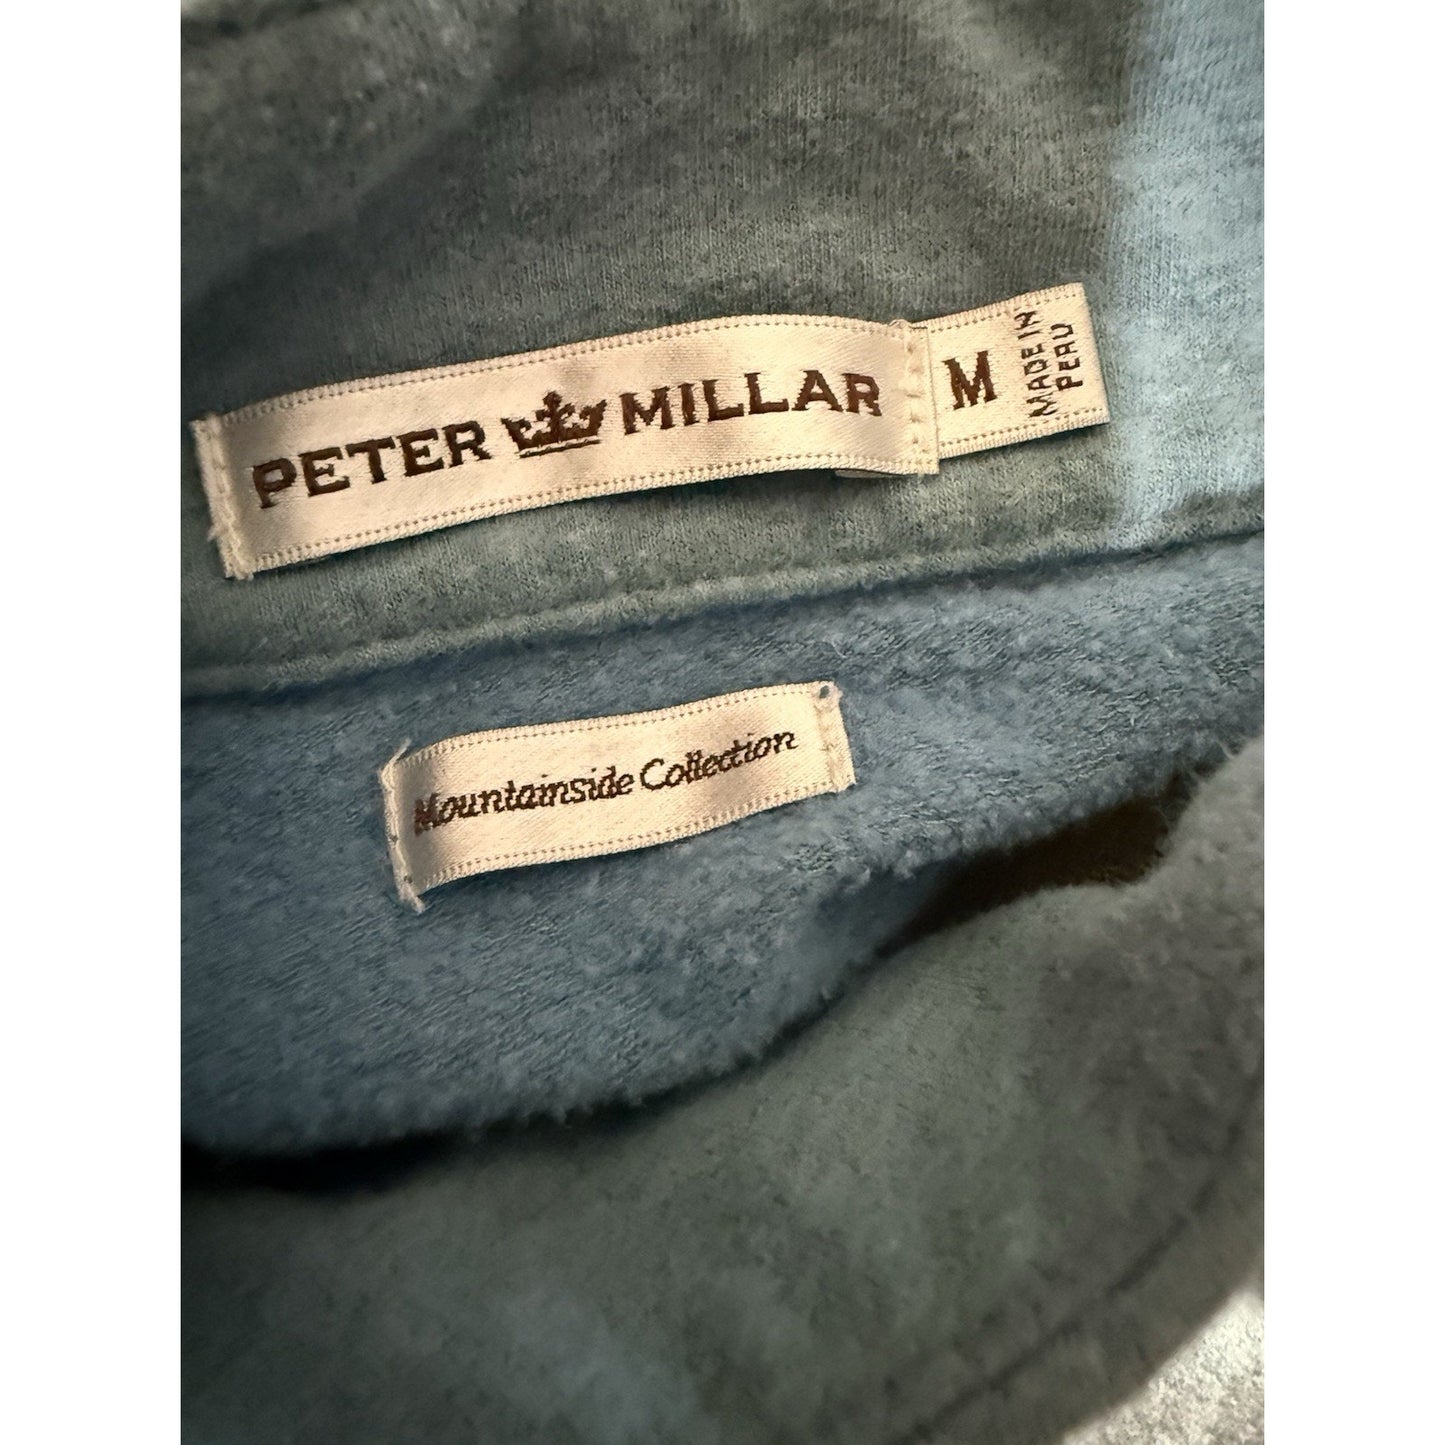 PETER MILLAR
M
MADE IN
PERU
Mountainside Collection